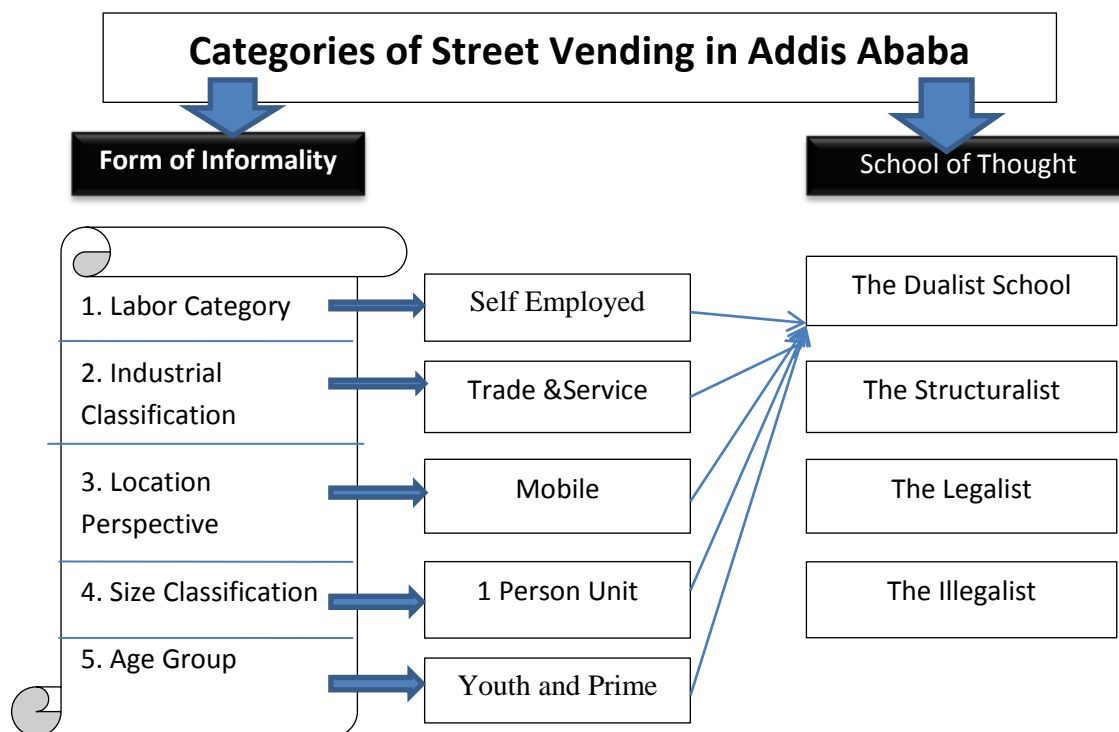 Categories of Street Vending in Addis Ababa
Form of Informality
School of Thought
1. Labor Category
2. Industrial
Classification
3. Location
Perspective
4. Size Classification
5. Age Group
Self Employed
Trade &Service
Mobile
1 Person Unit
Youth and Prime
The Dualist School
The Structuralist
The Legalist
The Illegalist